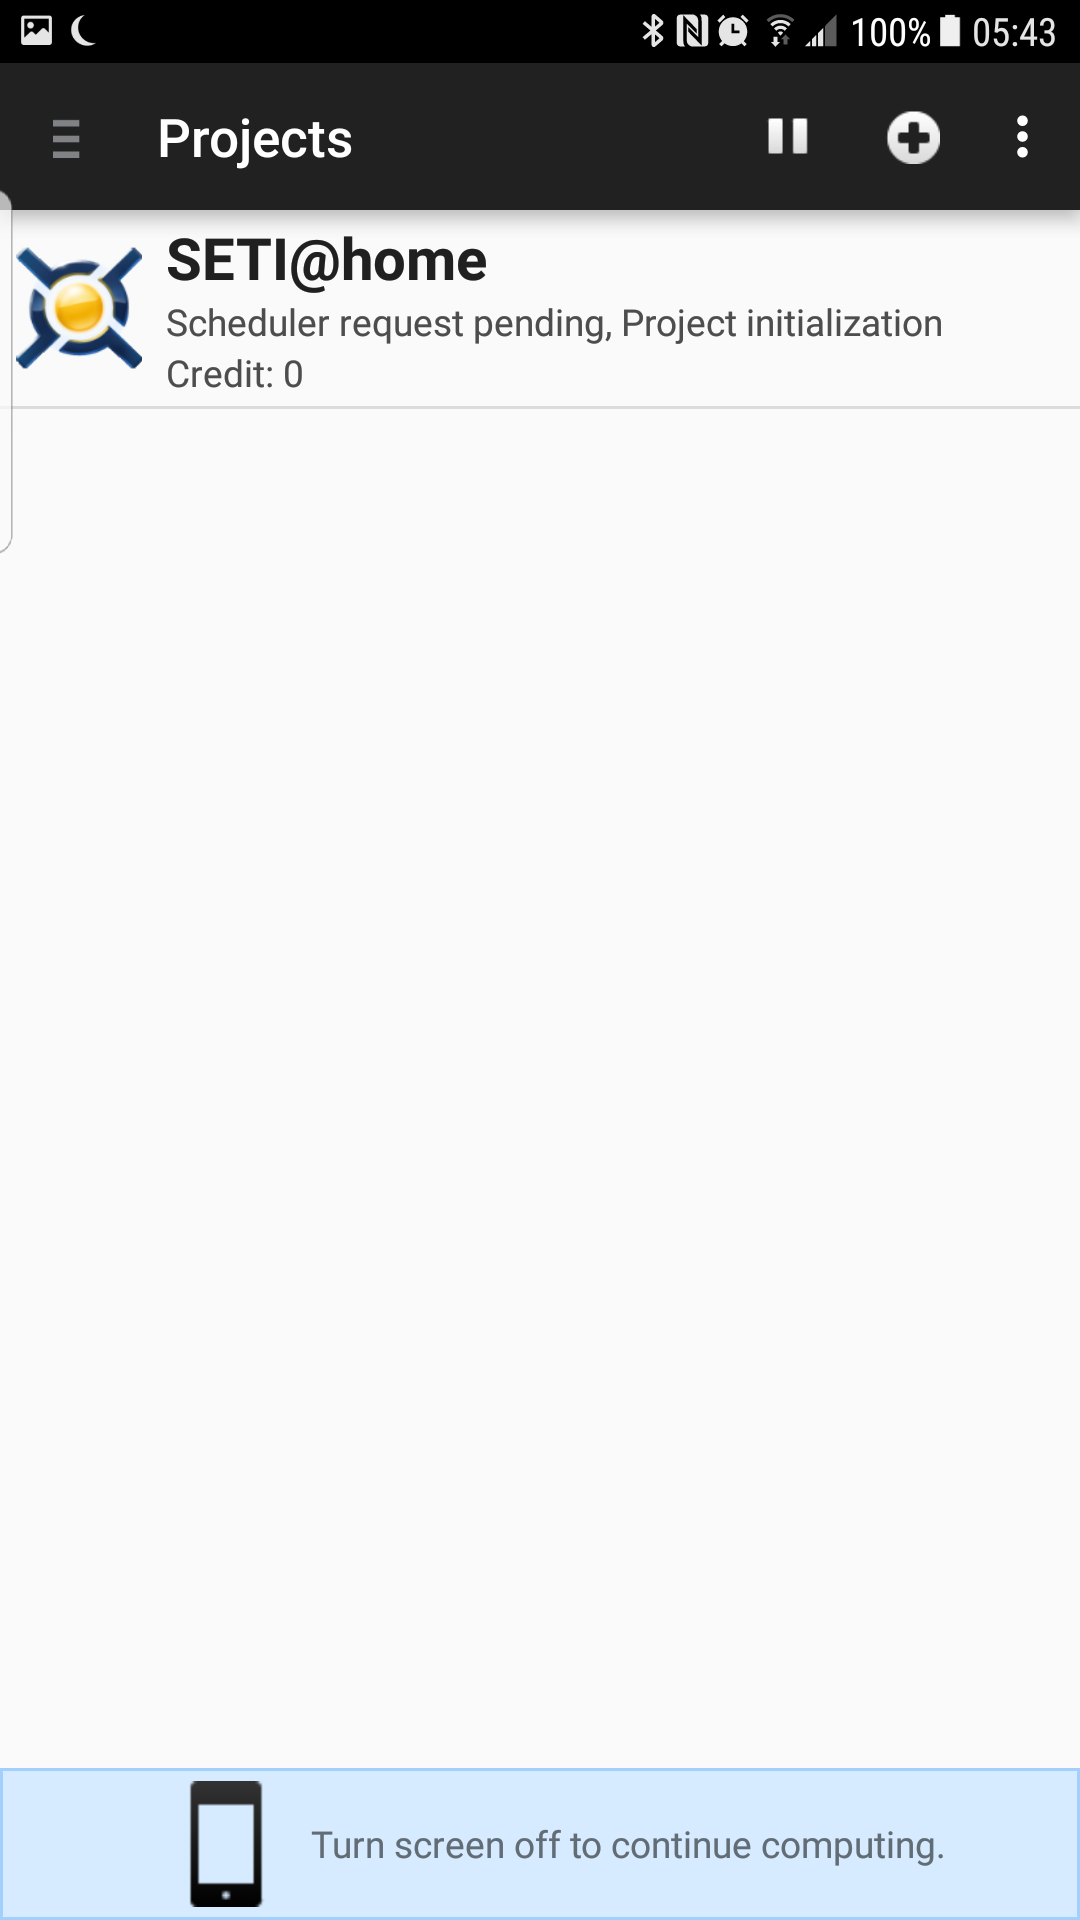 100% 05:43
Projects
SETI@home
Scheduler request pending, Project initialization
Credit: 0
Turn screen off to continue computing.